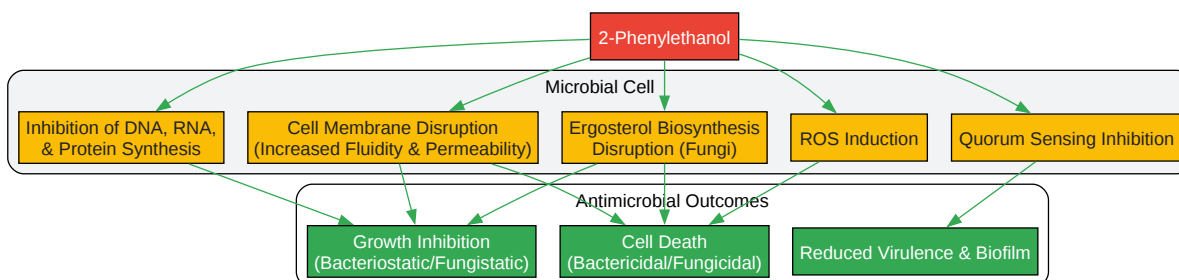 2-Phenylethanol
Microbial Cell
Inhibition of DNA, RNA,
& Protein Synthesis
Cell Membrane Disruption
(Increased Fluidity & Permeability)
Ergosterol Biosynthesis
Disruption (Fungi)
ROS Induction
Quorum Sensing Inhibition
Antimicrobial Outcomes
Growth Inhibition
(Bacteriostatic/Fungistatic)
Cell Death
(Bactericidal/Fungicidal)
Reduced Virulence & Biofilm